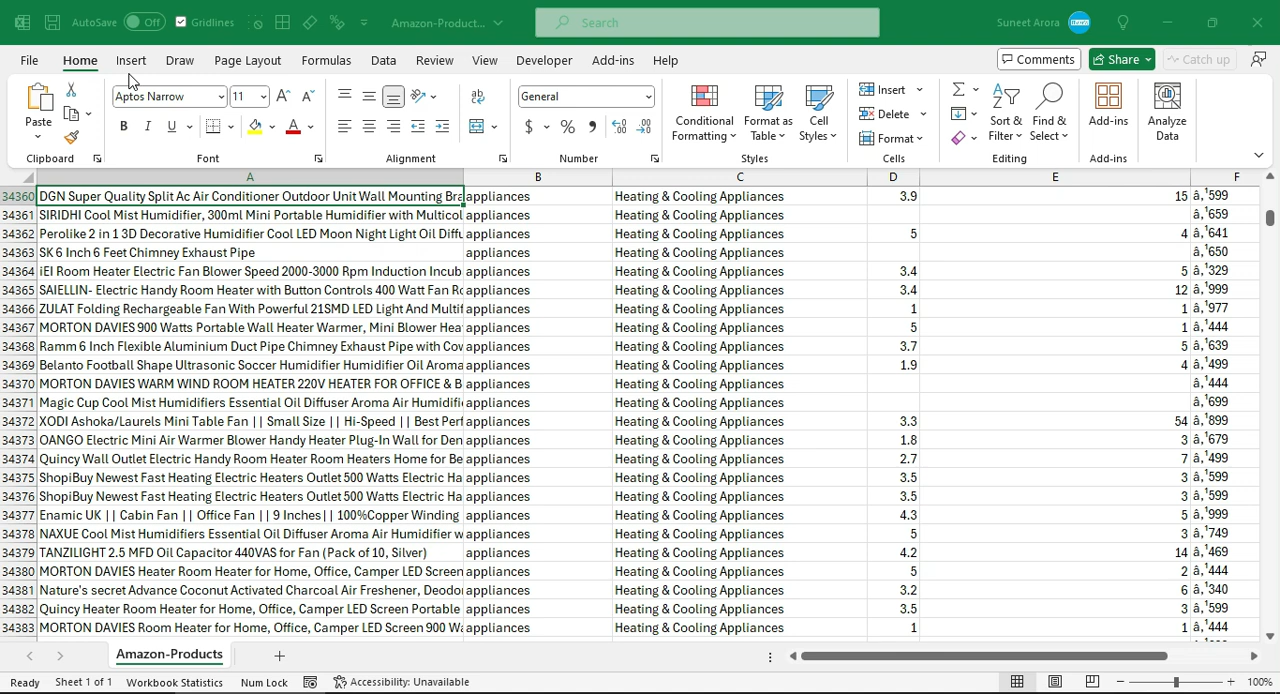 AutoSave Off Gridlines Amazon-Product... Search Suneet Arora
File Home Insert Draw Page Layout Formulas Data Review View Developer Add-ins Help Comments Share Catch up
Paste Aptos Narrow 11 General Conditional Formatting Format as Table Cell Styles Insert Delete Format Sort & Filter Find & Select Add-ins Analyze Data
Clipboard Font Alignment Number Styles Cells Editing Add-ins
A B C D E F
34360 DGN Super Quality Split Ac Air Conditioner Outdoor Unit Wall Mounting Bra appliances Heating & Cooling Appliances 3.9 15 â‚¹599
34361 SIRIDHI Cool Mist Humidifier, 300ml Mini Portable Humidifier with Multicol appliances Heating & Cooling Appliances â‚¹659
34362 Perolike 2 in 1 3D Decorative Humidifier Cool LED Moon Night Light Oil Diffu appliances Heating & Cooling Appliances 5 4 â‚¹641
34363 SK 6 Inch 6 Feet Chimney Exhaust Pipe appliances Heating & Cooling Appliances â‚¹650
34364 iEI Room Heater Electric Fan Blower Speed 2000-3000 Rpm Induction Incub appliances Heating & Cooling Appliances 3.4 5 â‚¹329
34365 SAIELLIN- Electric Handy Room Heater with Button Controls 400 Watt Fan Ro appliances Heating & Cooling Appliances 3.4 12 â‚¹999
34366 ZULAT Folding Rechargeable Fan With Powerful 21SMD LED Light And Multif appliances Heating & Cooling Appliances 1 1 â‚¹977
34367 MORTON DAVIES 900 Watts Portable Wall Heater Warmer, Mini Blower Hea appliances Heating & Cooling Appliances 5 1 â‚¹444
34368 Ramm 6 Inch Flexible Aluminium Duct Pipe Chimney Exhaust Pipe with Cov appliances Heating & Cooling Appliances 3.7 5 â‚¹639
34369 Belanto Football Shape Ultrasonic Soccer Humidifier Humidifier Oil Aroma appliances Heating & Cooling Appliances 1.9 4 â‚¹499
34370 MORTON DAVIES WARM WIND ROOM HEATER 220V HEATER FOR OFFICE & B appliances Heating & Cooling Appliances â‚¹444
34371 Magic Cup Cool Mist Humidifiers Essential Oil Diffuser Aroma Air Humidifi appliances Heating & Cooling Appliances â‚¹699
34372 XODI Ashoka/Laurels Mini Table Fan || Small Size || Hi-Speed || Best Perf appliances Heating & Cooling Appliances 3.3 54 â‚¹899
34373 OANGO Electric Mini Air Warmer Blower Handy Heater Plug-In Wall for Den appliances Heating & Cooling Appliances 1.8 3 â‚¹679
34374 Quincy Wall Outlet Electric Handy Room Heater Room Heaters Home for Be appliances Heating & Cooling Appliances 2.7 7 â‚¹499
34375 ShopiBuy Newest Fast Heating Electric Heaters Outlet 500 Watts Electric Ha appliances Heating & Cooling Appliances 3.5 3 â‚¹599
34376 ShopiBuy Newest Fast Heating Electric Heaters Outlet 500 Watts Electric Ha appliances Heating & Cooling Appliances 3.5 3 â‚¹599
34377 Enamic UK || Cabin Fan || Office Fan || 9 Inches|| 100%Copper Winding appliances Heating & Cooling Appliances 4.3 5 â‚¹999
34378 NAXUE Cool Mist Humidifiers Essential Oil Diffuser Aroma Air Humidifier w appliances Heating & Cooling Appliances 5 3 â‚¹749
34379 TANZILIGHT 2.5 MFD Oil Capacitor 440VAS for Fan (Pack of 10, Silver) appliances Heating & Cooling Appliances 4.2 14 â‚¹469
34380 MORTON DAVIES Heater Room Heater for Home, Office, Camper LED Screen appliances Heating & Cooling Appliances 5 2 â‚¹444
34381 Nature's secret Advance Coconut Activated Charcoal Air Freshener, Deodo appliances Heating & Cooling Appliances 3.2 6 â‚¹340
34382 Quincy Heater Room Heater for Home, Office, Camper LED Screen Portable appliances Heating & Cooling Appliances 3.5 3 â‚¹599
34383 MORTON DAVIES Room Heater for Home, Office, Camper LED Screen 900 Wa appliances Heating & Cooling Appliances 1 1 â‚¹444
Amazon-Products
Ready Sheet 1 of 1 Workbook Statistics Num Lock Accessibility: Unavailable 100%